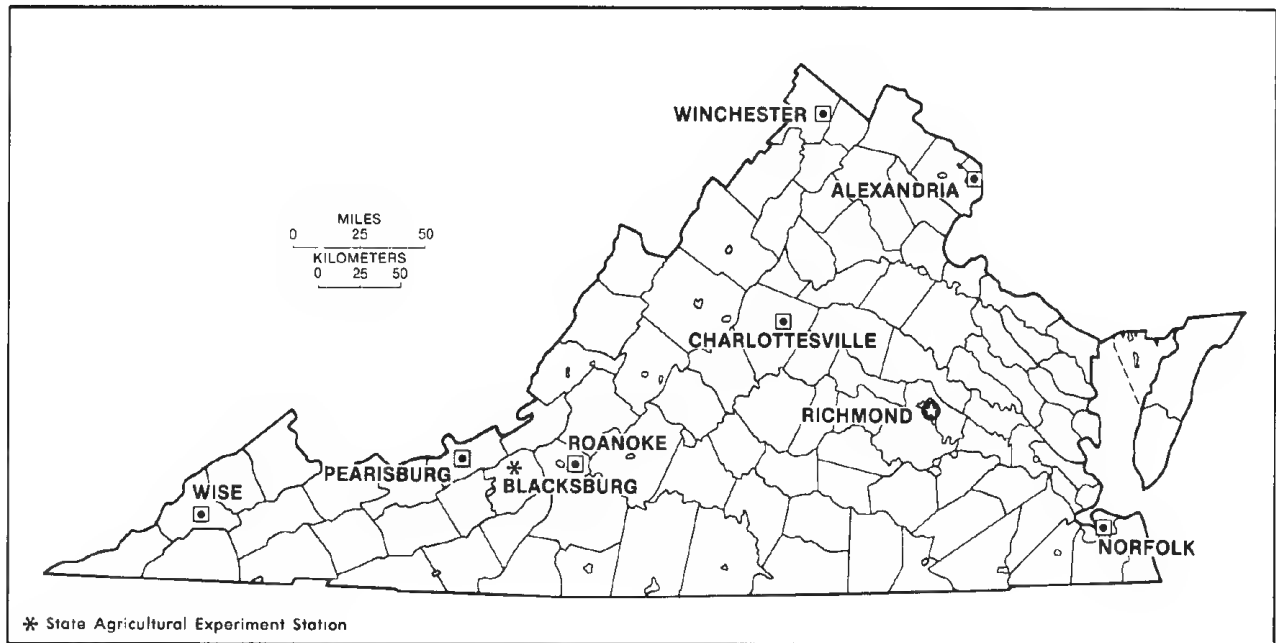 WINCHESTER
ALEXANDRIA
MILES
0 25 50
KILOMETERS
0 25 50
CHARLOTTESVILLE
RICHMOND
ROANOKE
PEARISBURG
BLACKSBURG
WISE
NORFOLK
* State Agricultural Experiment Station